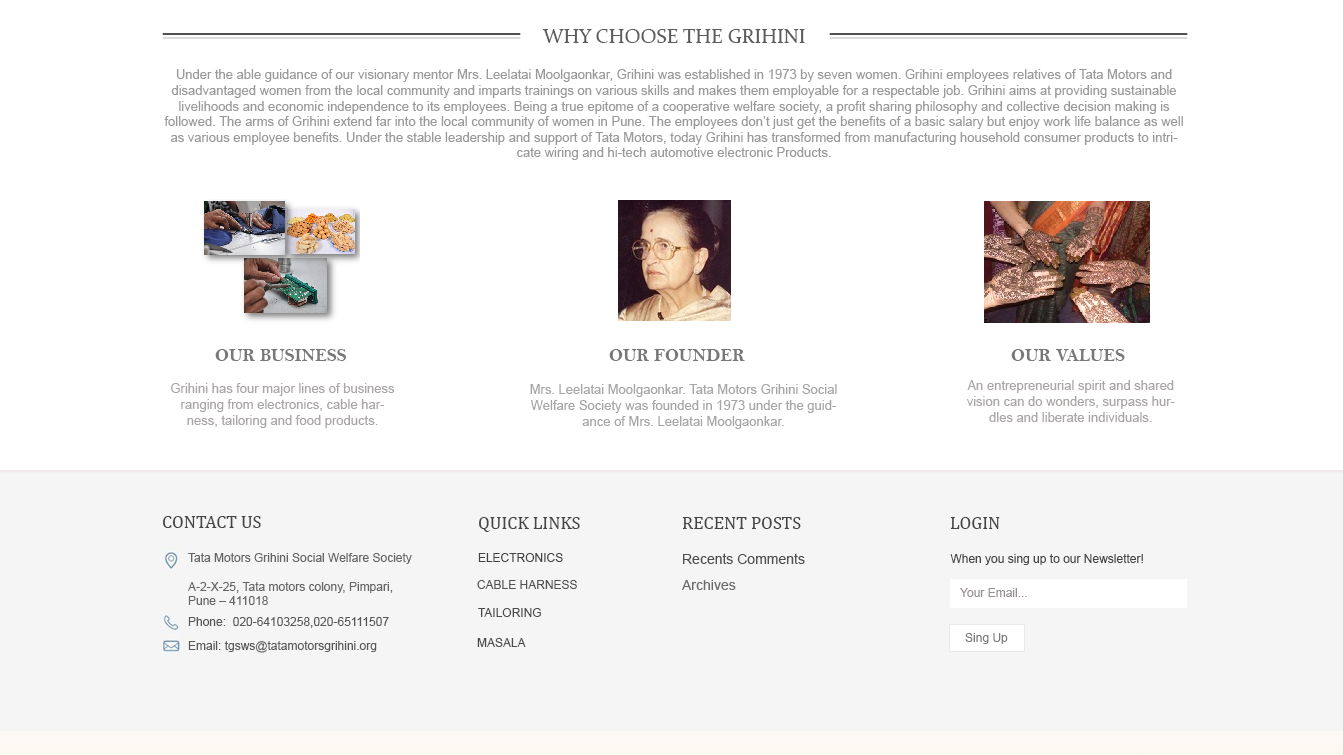 WHY CHOOSE THE GRIHINI
Under the able guidance of our visionary mentor Mrs. Leelatai Moolgaonkar, Grihini was established in 1973 by seven women. Grihini employees relatives of Tata Motors and
disadvantaged women from the local community and imparts trainings on various skills and makes them employable for a respectable job. Grihini aims at providing sustainable
livelihoods and economic independence to its employees. Being a true epitome of a cooperative welfare society, a profit sharing philosophy and collective decision making is
followed. The arms of Grihini extend far into the local community of women in Pune. The employees don't just get the benefits of a basic salary but enjoy work life balance as well
as various employee benefits. Under the stable leadership and support of Tata Motors, today Grihini has transformed from manufacturing household consumer products to intri-
cate wiring and hi-tech automotive electronic Products.
OUR BUSINESS
Grihini has four major lines of business
ranging from electronics, cable har-
ness, tailoring and food products.
OUR FOUNDER
Mrs. Leelatai Moolgaonkar. Tata Motors Grihini Social
Welfare Society was founded in 1973 under the guid-
ance of Mrs. Leelatai Moolgaonkar.
OUR VALUES
An entrepreneurial spirit and shared
vision can do wonders, surpass hur-
dles and liberate individuals.
CONTACT US
Tata Motors Grihini Social Welfare Society
A-2-X-25, Tata motors colony, Pimpari,
Pune – 411018
Phone:  020-64103258,020-65111507
Email: tgsws@tatamotorsgrihini.org
QUICK LINKS
ELECTRONICS
CABLE HARNESS
TAILORING
MASALA
RECENT POSTS
Recents Comments
Archives
LOGIN
When you sing up to our Newsletter!
Your Email...
Sing Up